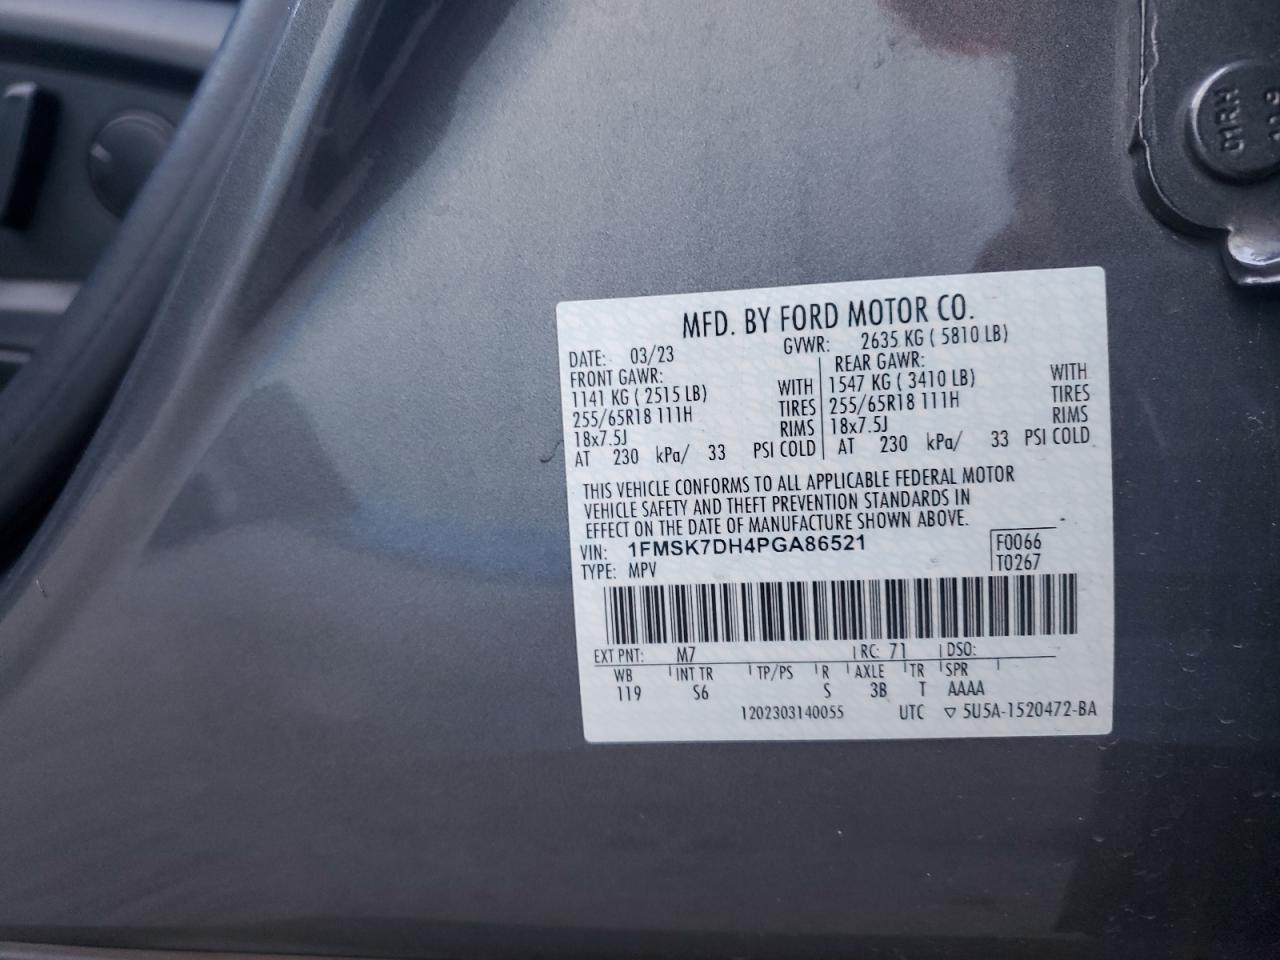 MFD. BY FORD MOTOR CO.
DATE: 03/23 GVWR: 2635 KG ( 5810 LB)
FRONT GAWR: REAR GAWR:
1141 KG ( 2515 LB) WITH 1547 KG ( 3410 LB) WITH
255/65R18 111H TIRES 255/65R18 111H TIRES
18x7.5J RIMS 18x7.5J RIMS
AT 230 kPa/ 33 PSI COLD AT 230 kPa/ 33 PSI COLD
THIS VEHICLE CONFORMS TO ALL APPLICABLE FEDERAL MOTOR
VEHICLE SAFETY AND THEFT PREVENTION STANDARDS IN
EFFECT ON THE DATE OF MANUFACTURE SHOWN ABOVE.
VIN: 1FMSK7DH4PGA86521 F0066
TYPE: MPV T0267
EXT PNT: M7 RC: 71 DSO:
WB INT TR TP/PS R AXLE TR SPR
119 S6 S 3B T AAAA
1202303140055 UTC ▽ 5U5A-1520472-BA
01RH